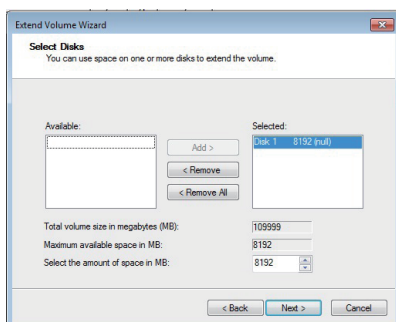 Extend Volume Wizard
Select Disks
You can use space on one or more disks to extend the volume.
Available:
Selected:
Disk 1 8192 (null)
Add >
< Remove
< Remove All
Total volume size in megabytes (MB): 109999
Maximum available space in MB: 8192
Select the amount of space in MB: 8192
< Back Next > Cancel